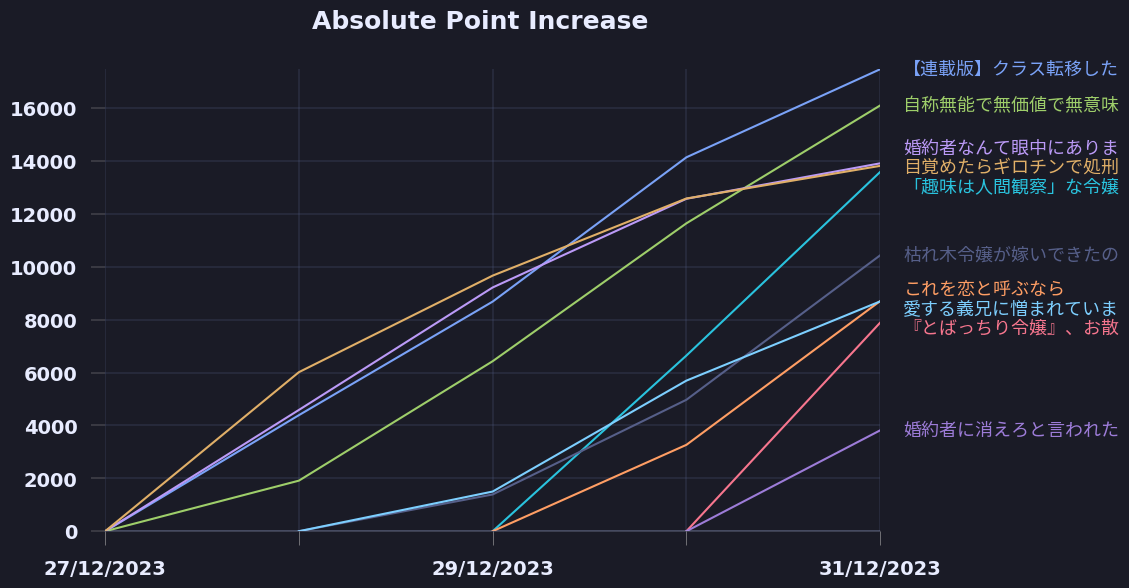 Absolute Point Increase
16000
14000
12000
10000
8000
6000
4000
2000
0
27/12/2023
29/12/2023
31/12/2023
【連載版】クラス転移した
自称無能で無価値で無意味
婚約者なんて眼中にありま
目覚めたらギロチンで処刑
「趣味は人間観察」な令嬢
枯れ木令嬢が嫁いできたの
これを恋と呼ぶなら
愛する義兄に憎まれていま
『とばっちり令嬢』、お散
婚約者に消えろと言われた